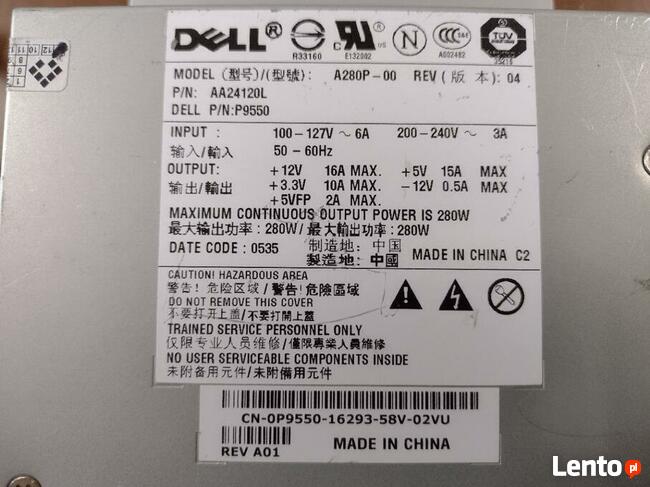 DELL®
R33160
E132002
N
CCC
A002482
TUV
MODEL (型号)/(型號): A280P-00 REV (版本): 04
P/N: AA24120L
DELL P/N:P9550
INPUT : 100-127V ~ 6A 200-240V ~ 3A
输入/輸入 50-60Hz
OUTPUT: +12V 16A MAX. +5V 15A MAX
输出/輸出 +3.3V 10A MAX. -12V 0.5A MAX.
+5VFP 2A MAX.
MAXIMUM CONTINUOUS OUTPUT POWER IS 280W
最大输出功率:280W/最大輸出功率:280W
DATE CODE : 0535 制造地: 中国
製造地: 中國 MADE IN CHINA C2
CAUTION! HAZARDOUS AREA
警告! 危险区域/警告! 危險區域
DO NOT REMOVE THIS COVER
不要打开上盖/不要打開上蓋
TRAINED SERVICE PERSONNEL ONLY
仅限专业人员维修/僅限專業人員維修
NO USER SERVICEABLE COMPONENTS INSIDE
未附备用元件/未附備用元件
CN-0P9550-16293-58V-02VU
REV A01 MADE IN CHINA
Lento.pl